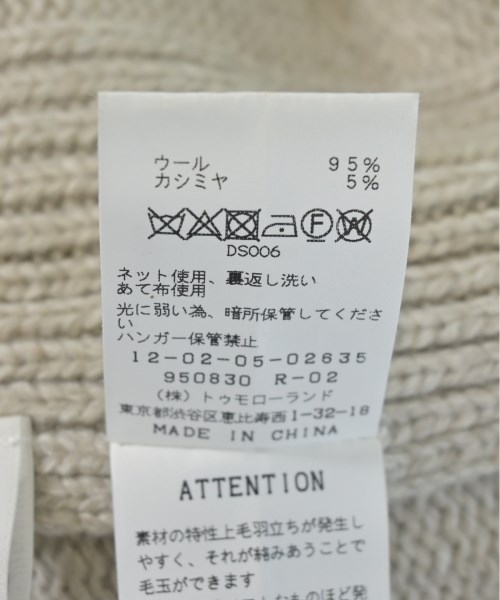 ウール 95%
カシミヤ 5%
F W
DS006
ネット使用、裏返し洗い
あて布使用
光に弱い為、暗所保管してくださ
い
ハンガー保管禁止
12-02-05-02635
950830 R-02
(株)トゥモローランド
東京都渋谷区恵比寿西1-32-18
MADE IN CHINA
ATTENTION
素材の特性上毛羽立ちが発生し
やすく、それが絡みあうことで
毛玉ができます
なものほど発